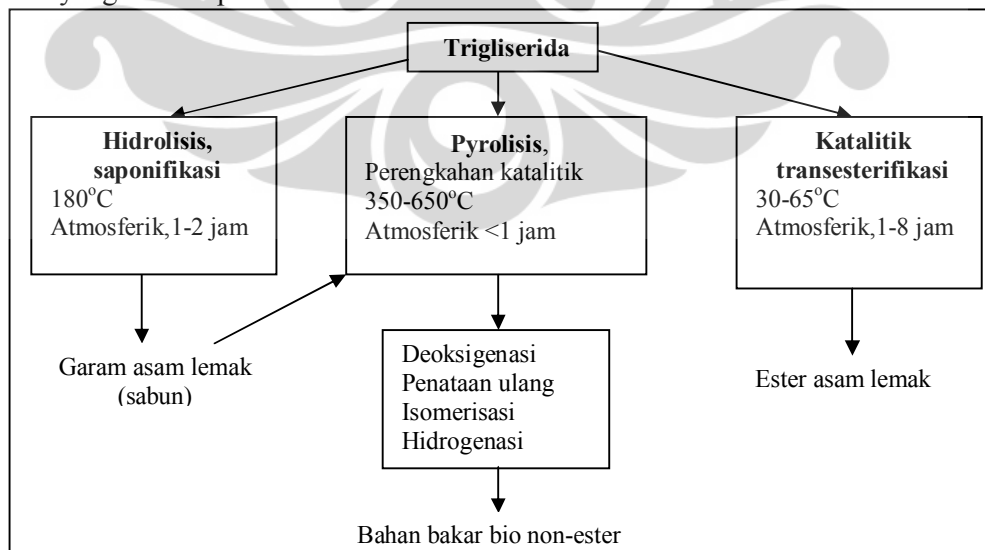 Trigliserida
Hidrolisis,
saponifikasi
180°C
Atmosferik,1-2 jam
Pyrolisis,
Perengkahan katalitik
350-650°C
Atmosferik <1 jam
Katalitik
transesterifikasi
30-65°C
Atmosferik,1-8 jam
Garam asam lemak
(sabun)
Deoksigenasi
Penataan ulang
Isomerisasi
Hidrogenasi
Ester asam lemak
Bahan bakar bio non-ester